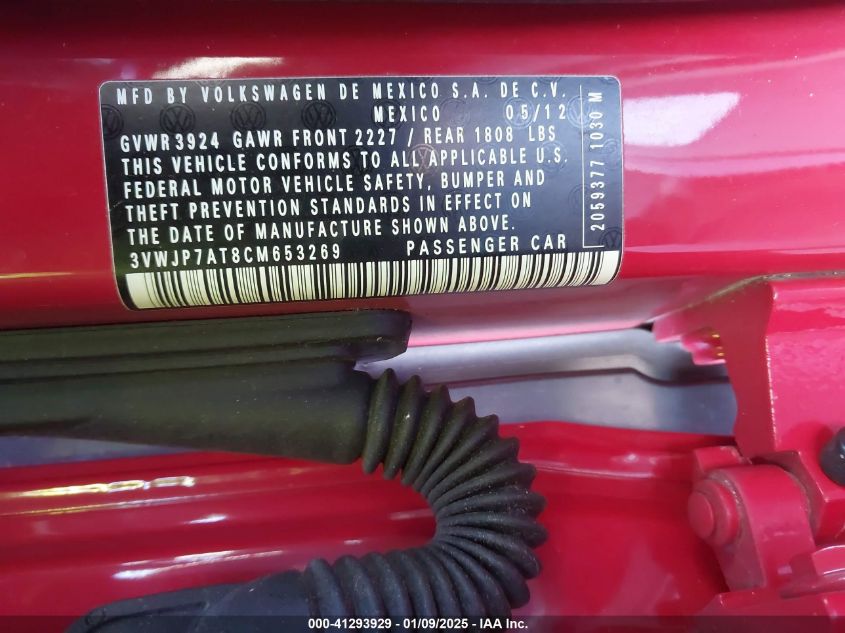 MFD BY VOLKSWAGEN DE MEXICO S.A. DE C.V.
MEXICO 05/12
GVWR 3924 GAWR FRONT 2227 / REAR 1808 LBS
THIS VEHICLE CONFORMS TO ALL APPLICABLE U.S.
FEDERAL MOTOR VEHICLE SAFETY, BUMPER AND
THEFT PREVENTION STANDARDS IN EFFECT ON
THE DATE OF MANUFACTURE SHOWN ABOVE.
3VWJP7AT8CM653269 PASSENGER CAR
2059377 1030 M
000-41293929 - 01/09/2025 - IAA Inc.